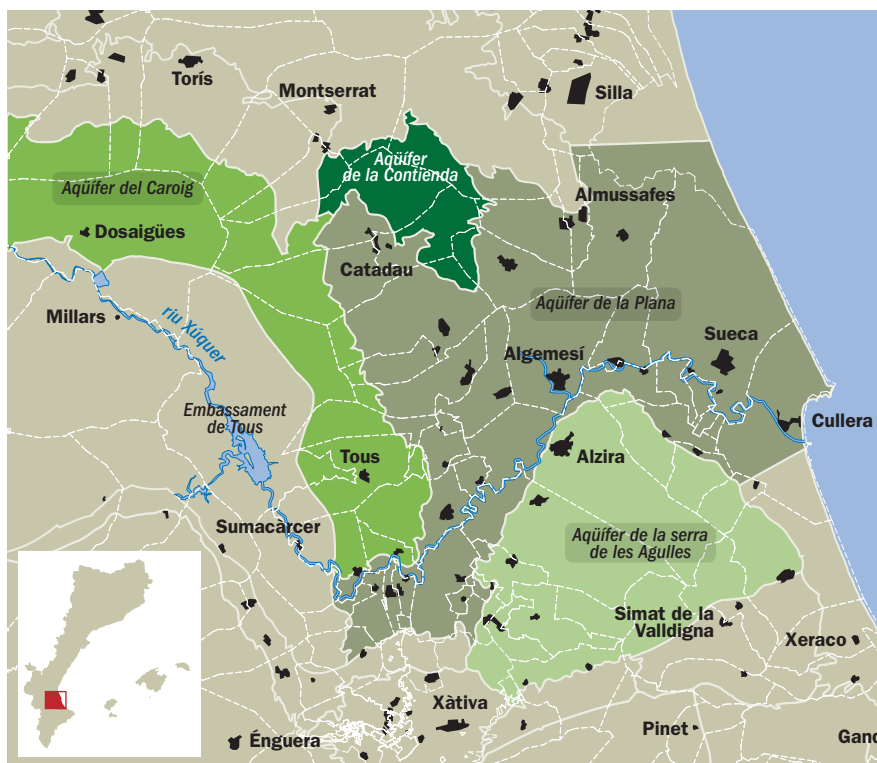 Torís
Montserrat
Silla
Aqüífer
de la Contienda
Aqüífer del Caroig
Almussafes
Dosaigües
Catadau
Aqüífer de la Plana
Millars
riu Xúquer
Sueca
Algemesí
Embassament
de Tous
Cullera
Tous
Alzira
Sumacàrcer
Aqüífer de la serra
de les Agulles
Simat de la
Valldigna
Xeraco
Xàtiva
Pinet
Énguera
Gand